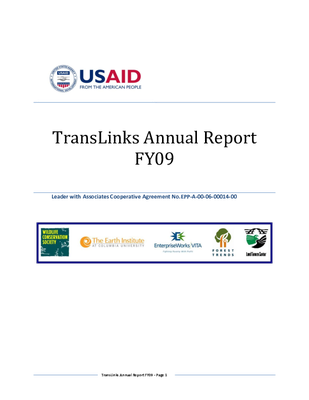 USAID
FROM THE AMERICAN PEOPLE
TransLinks Annual Report
FY09
Leader with Associates Cooperative Agreement No. EPP-A-00-06-00014-00
WILDLIFE
CONSERVATION
SOCIETY
The Earth Institute
AT COLUMBIA UNIVERSITY
EnterpriseWorks/VITA
FOREST
TRENDS
Land Tenure Center
TransLinks Annual Report FY09 - Page 1